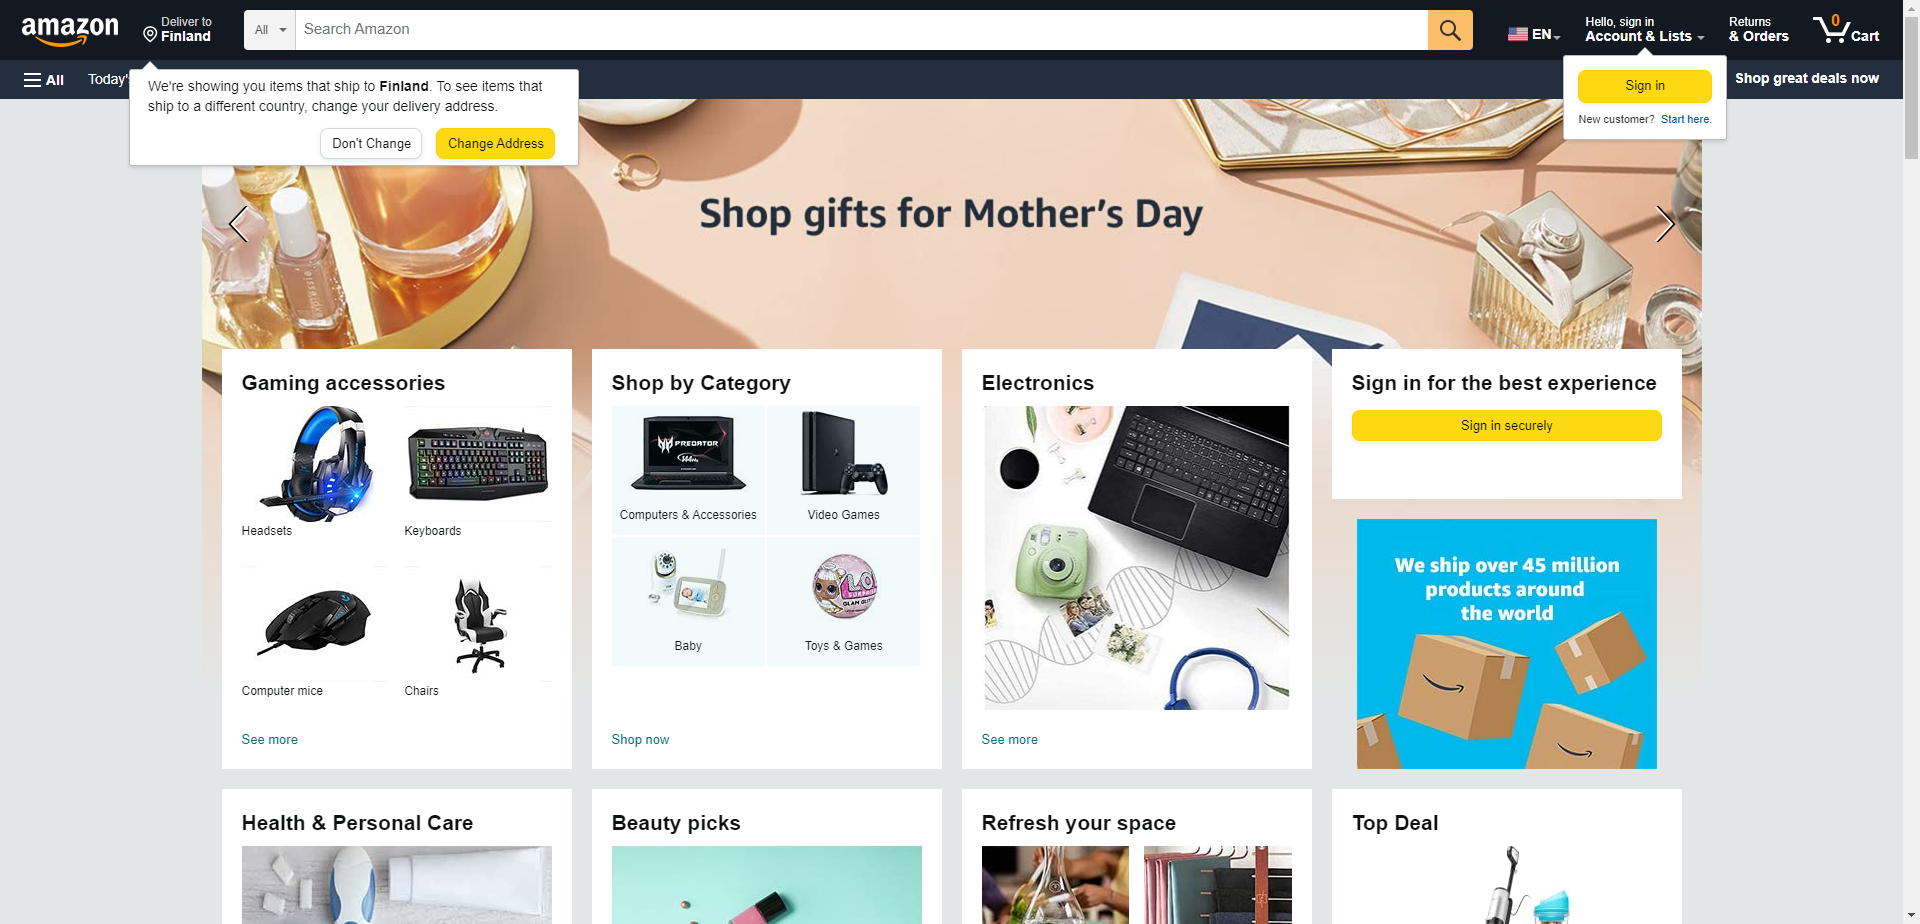 amazon
Deliver to
Finland
All
Search Amazon
EN
Hello, sign in
Account & Lists
Returns
& Orders
0
Cart
All
Today's
Shop great deals now
We're showing you items that ship to Finland. To see items that
ship to a different country, change your delivery address.
Don't Change
Change Address
Sign in
New customer? Start here.
Shop gifts for Mother's Day
Gaming accessories
Headsets
Keyboards
Computer mice
Chairs
See more
Shop by Category
PREDATOR
144Hz
Computers & Accessories
Video Games
Baby
L.O.L.
SURPRISE
GLAM GLITTER
Toys & Games
Shop now
Electronics
See more
Sign in for the best experience
Sign in securely
We ship over 45 million
products around
the world
Health & Personal Care
Beauty picks
Refresh your space
Top Deal